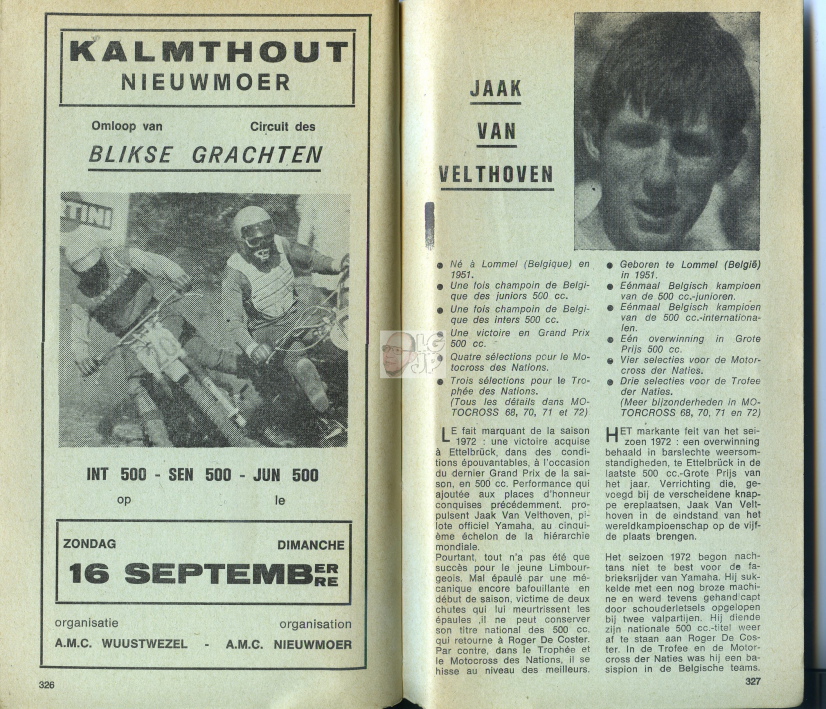 KALMTHOUT
NIEUWMOER
Omloop van Circuit des
BLIKSE GRACHTEN
TINI
INT 500 - SEN 500 - JUN 500
op le
ZONDAG DIMANCHE
16 SEPTEMBER/RE
organisatie organisation
A.M.C. WUUSTWEZEL - A.M.C. NIEUWMOER
326
JAAK
VAN
VELTHOVEN
● Né à Lommel (Belgique) en
1951.
● Une fois champoin de Belgi-
que des juniors 500 cc.
● Une fois champoin de Belgi-
que des inters 500 cc.
Une victoire en Grand Prix
500 cc.
● Quatre sélections pour le Mo-
tocross des Nations.
● Trois sélections pour le Tro-
phée des Nations.
(Tous les détails dans MO-
TOCROSS 68, 70, 71 et 72)
LE fait marquant de la saison
1972 : une victoire acquise
à Ettelbrück, dans des condi-
tions épouvantables, à l'occasion
du dernier Grand Prix de la sai-
son, en 500 cc. Performance qui
ajoutée aux places d'honneur
conquises précédemment, pro-
pulsent Jaak Van Velthoven, pi-
lote officiel Yamaha, au cinqui-
ème échelon de la hiérarchie
mondiale.
Pourtant, tout n'a pas été que
succès pour le jeune Limbour-
geois. Mal épaulé par une mé-
canique encore bafouillante en
début de saison, victime de deux
chutes qui lui meurtrissent les
épaules ,il ne peut conserver
son titre national des 500 cc.
qui retourne à Roger De Coster.
Par contre, dans le Trophée et
le Motocross des Nations, il se
hisse au niveau des meilleurs.
● Geboren te Lommel (België)
in 1951.
● Eénmaal Belgisch kampioen
van de 500 cc.-junioren.
● Eénmaal Belgisch kampioen
van de 500 cc.-internationa-
len.
● Eén overwinning in Grote
Prijs 500 cc.
● Vier selecties voor de Motor-
cross der Naties.
● Drie selecties voor de Trofee
der Naties.
(Meer bijzonderheden in MO-
TORCROSS 68, 70, 71 en 72)
HET markante feit van het sei-
zoen 1972 : een overwinning
behaald in barslechte weersom-
standigheden, te Ettelbrück in de
laatste 500 cc.-Grote Prijs van
het jaar. Verrichting die, ge-
voegd bij de verscheidene knap-
pe ereplaatsen, Jaak Van Velt-
hoven in de eindstand van het
wereldkampioenschap op de vijf-
de plaats brengen.
Het seizoen 1972 begon nach-
tans niet te best voor de fa-
brieksrijder van Yamaha. Hij suk-
kelde met een nog broze machi-
ne en werd tevens gehandicapt
door schouderletsels opgelopen
bij twee valpartijen. Hij diende
zijn nationale 500 cc.-titel weer
af te staan aan Roger De Cos-
ter. In de Trofee en de Motor-
cross der Naties was hij een ba-
sispion in de Belgische teams.
327
LG
JP